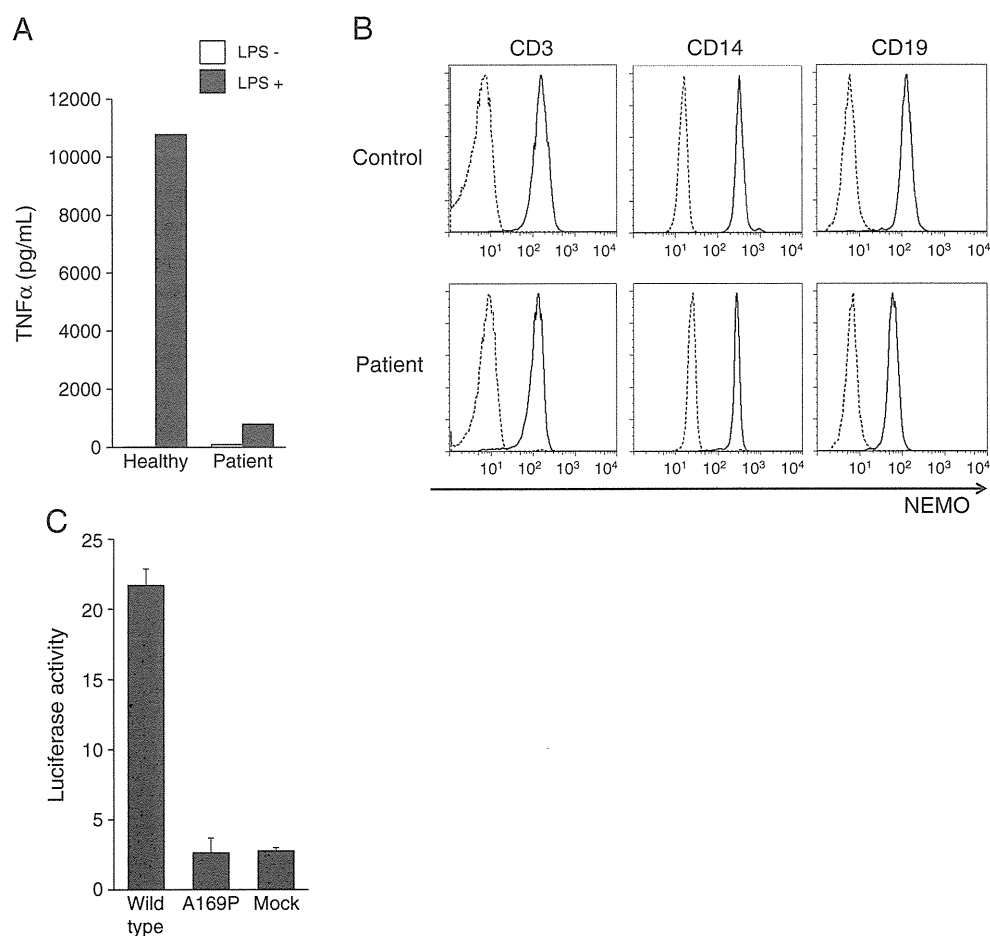 A
LPS -
LPS +
TNFα (pg/mL)
12000
10000
8000
6000
4000
2000
0
Healthy Patient
B
CD3 CD14 CD19
Control
10¹ 10² 10³ 10⁴ 10¹ 10² 10³ 10⁴ 10¹ 10² 10³ 10⁴
Patient
10¹ 10² 10³ 10⁴ 10¹ 10² 10³ 10⁴ 10¹ 10² 10³ 10⁴
NEMO
C
Luciferase activity
25
20
15
10
5
0
Wild type A169P Mock